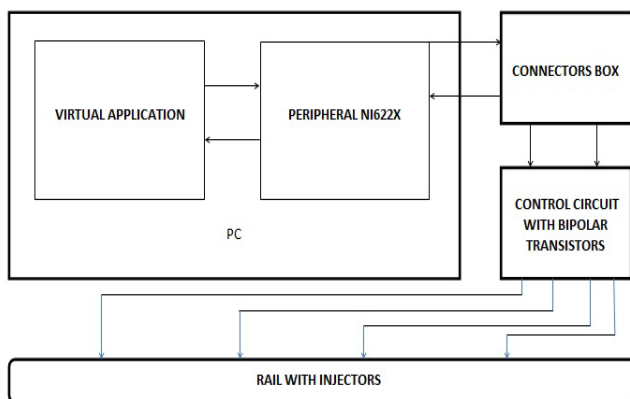 VIRTUAL APPLICATION
PERIPHERAL NI622X
CONNECTORS BOX
PC
CONTROL CIRCUIT
WITH BIPOLAR
TRANSISTORS
RAIL WITH INJECTORS